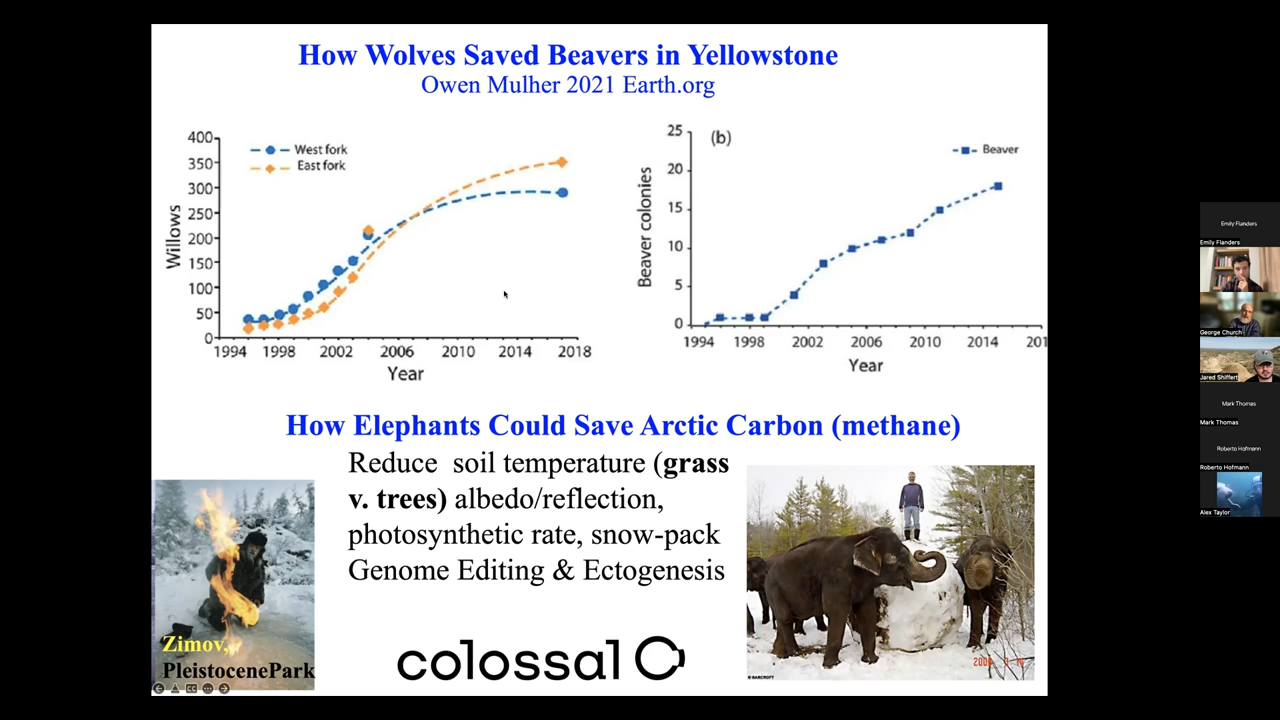 How Wolves Saved Beavers in Yellowstone
Owen Mulher 2021 Earth.org
400
350
300
250
200
150
100
50
0
Willows
West fork
East fork
1994 1998 2002 2006 2010 2014 2018
Year
(b)
25
20
15
10
5
0
Beaver colonies
Beaver
1994 1998 2002 2006 2010 2014 201
Year
How Elephants Could Save Arctic Carbon (methane)
Reduce soil temperature (grass
v. trees) albedo/reflection,
photosynthetic rate, snow-pack
Genome Editing & Ectogenesis
Zimov,
PleistocenePark
colossal
© BARCROFT
Emily Flanders
Emily Flanders
George Church
Jared Shiffert
Mark Thomas
Mark Thomas
Roberto Hofmann
Roberto Hofmann
Alex Taylor